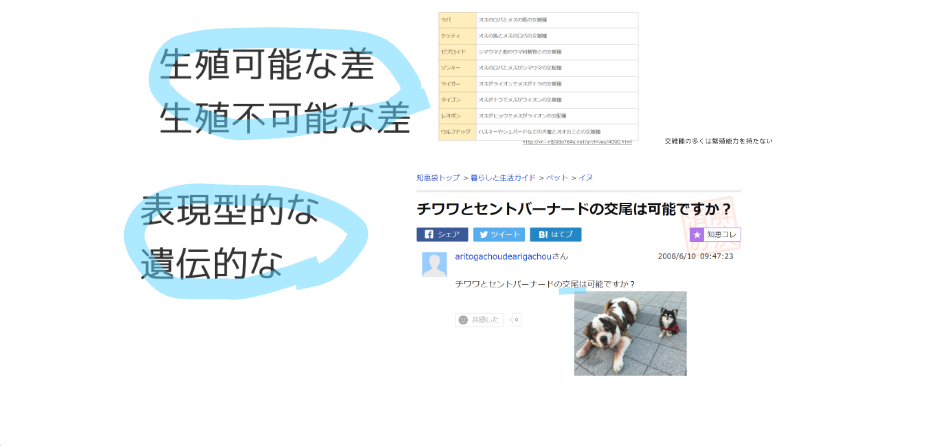 生殖可能な差
生殖不可能な差
ラバ オスのロバとメスの馬の交雑種
ケッティ オスの馬とメスのロバの交雑種
ゼブロイド シマウマと他のウマ科動物との交雑種
ゾンキー オスのロバとメスがシマウマの交雑種
ライガー オスがライオンでメスがトラの交雑種
タイゴン オスがトラでメスがライオンの交雑種
レオポン オスがヒョウでメスがライオンの交配種
ウルフドッグ ハスキーやシェパードなどの犬種とオオカミとの交雑種
交雑種の多くは繁殖能力を持たない
表現型的な
遺伝的な
知恵袋トップ > 暮らしと生活ガイド > ペット > イヌ
チワワとセントバーナードの交尾は可能ですか？
シェア ツイート B! はてブ 知恵コレ
aritogachoudearigachouさん 2008/6/10 09:47:23
チワワとセントバーナードの交尾は可能ですか？
共感した 0